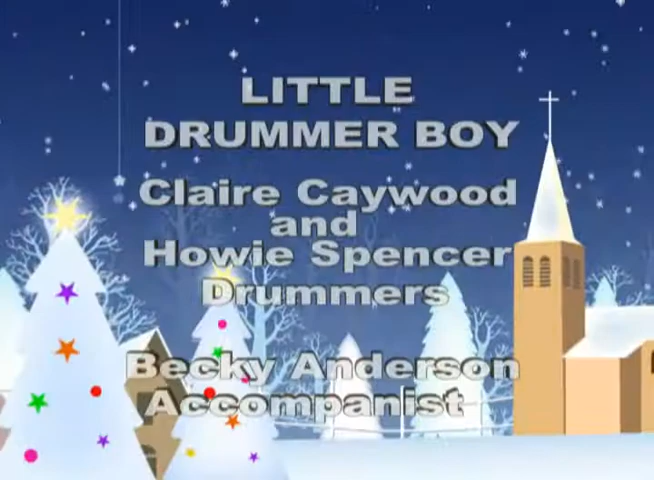 LITTLE
DRUMMER BOY
Claire Caywood
and
Howie Spencer
Drummers
Becky Anderson
Accompanist